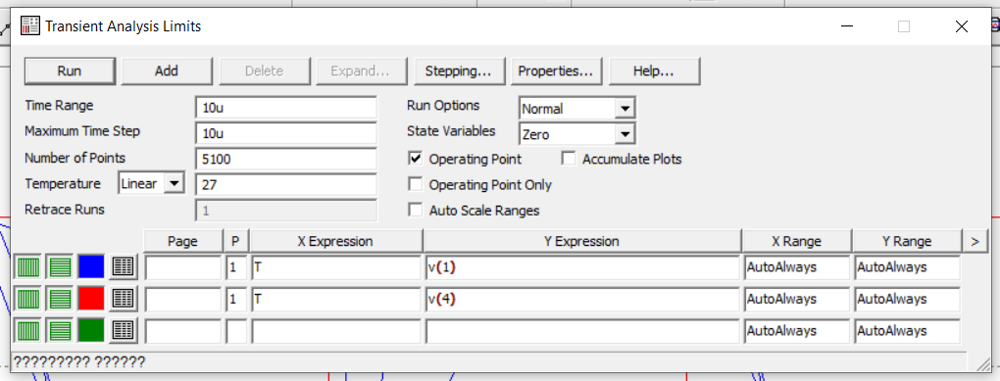 Transient Analysis Limits
Run Add Delete Expand... Stepping... Properties... Help...
Time Range 10u Run Options Normal
Maximum Time Step 10u State Variables Zero
Number of Points 5100 Operating Point Accumulate Plots
Temperature Linear 27 Operating Point Only
Retrace Runs 1 Auto Scale Ranges
Page P X Expression Y Expression X Range Y Range >
1 T v(1) AutoAlways AutoAlways
1 T v(4) AutoAlways AutoAlways
AutoAlways AutoAlways
????????? ??????